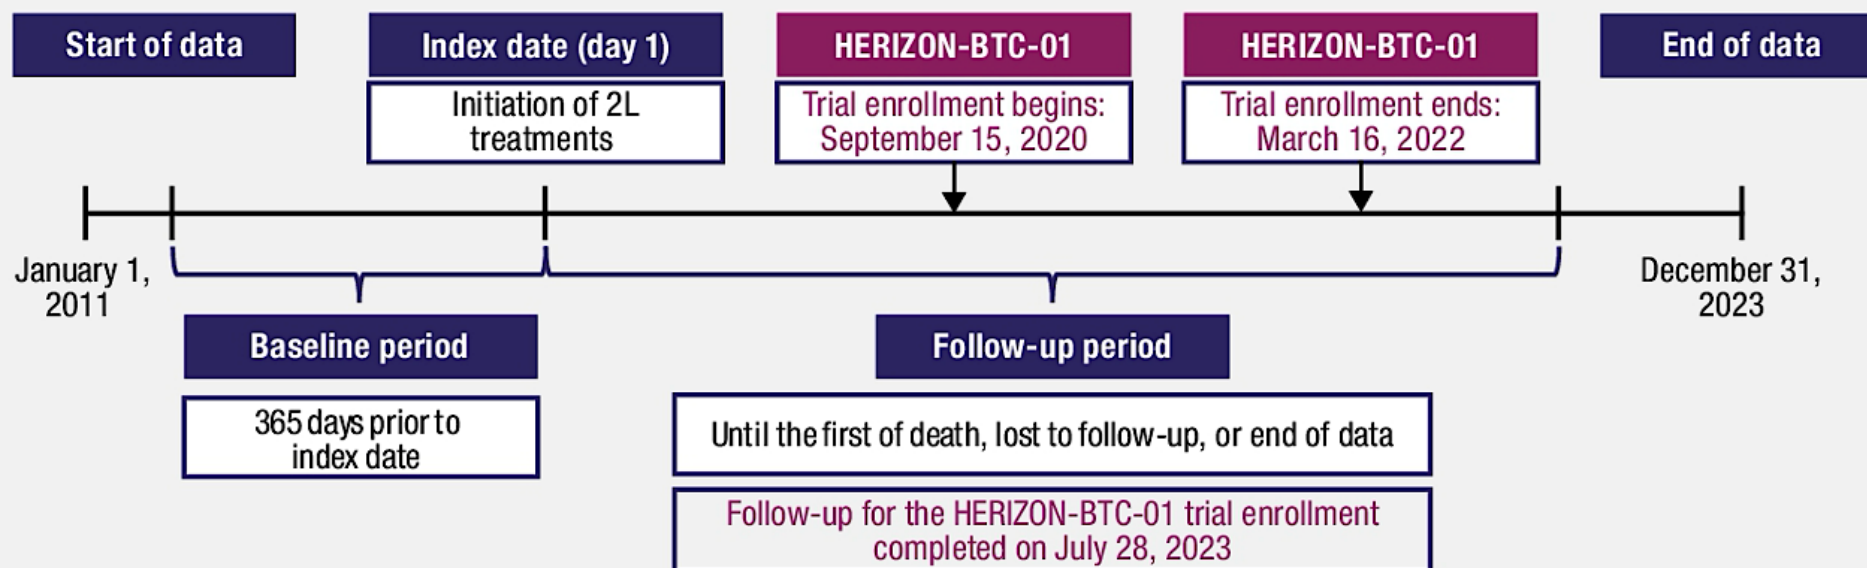 Start of data
Index date (day 1)
Initiation of 2L
treatments
HERIZON-BTC-01
Trial enrollment begins:
September 15, 2020
HERIZON-BTC-01
Trial enrollment ends:
March 16, 2022
End of data
January 1,
2011
December 31,
2023
Baseline period
365 days prior to
index date
Follow-up period
Until the first of death, lost to follow-up, or end of data
Follow-up for the HERIZON-BTC-01 trial enrollment
completed on July 28, 2023